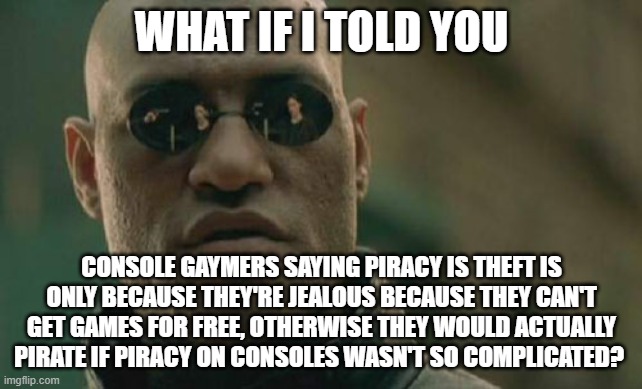 WHAT IF I TOLD YOU
CONSOLE GAYMERS SAYING PIRACY IS THEFT IS
ONLY BECAUSE THEY'RE JEALOUS BECAUSE THEY CAN'T
GET GAMES FOR FREE, OTHERWISE THEY WOULD ACTUALLY
PIRATE IF PIRACY ON CONSOLES WASN'T SO COMPLICATED?
imgflip.com